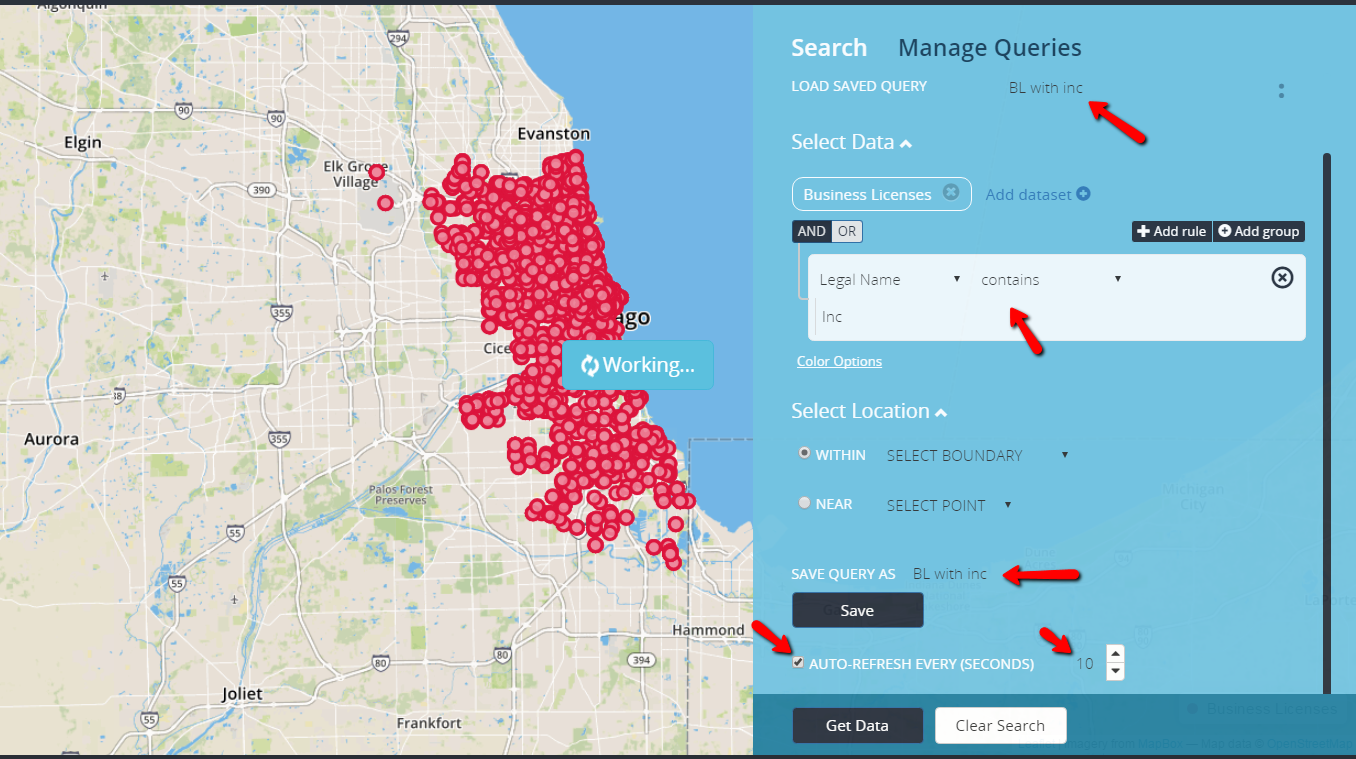 Algonquin
294
90
90
Evanston
Elgin
Elk Grove
Village
390
355
ago
Cice
Working...
38
Aurora
355
Palos Forest
Preserves
55
55
Hammond
80
80
394
Joliet
55
Frankfort
Search Manage Queries
LOAD SAVED QUERY BL with inc
Select Data
Business Licenses Add dataset
AND OR Add rule Add group
Legal Name contains
Inc
Color Options
Select Location
WITHIN SELECT BOUNDARY
NEAR SELECT POINT
Michigan
City
SAVE QUERY AS BL with inc
Save
AUTO-REFRESH EVERY (SECONDS) 10
Business Licenses
Get Data Clear Search